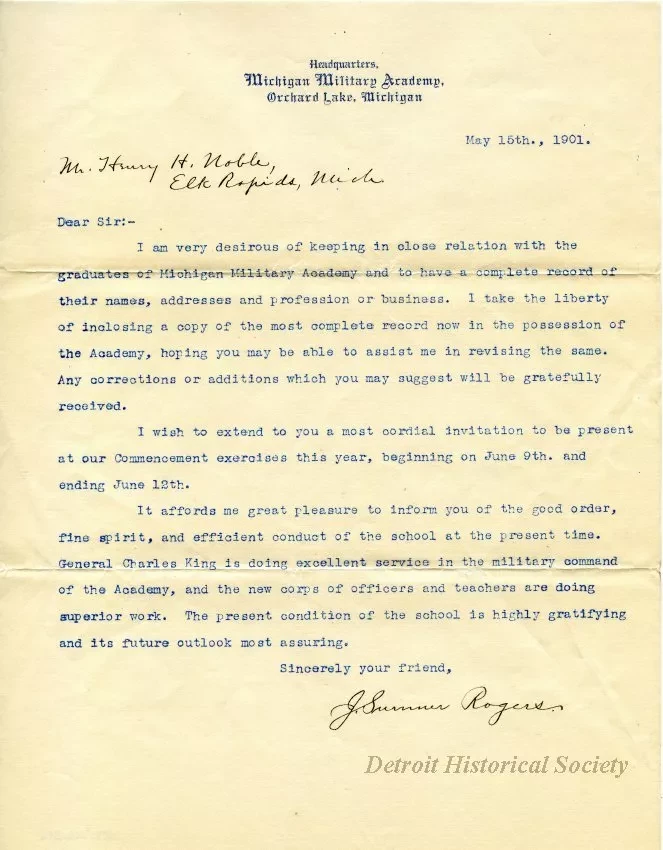 Headquarters,
Michigan Military Academy,
Orchard Lake, Michigan
May 15th., 1901.
Mr. Henry H. Noble,
Elk Rapids, Mich.
Dear Sir:-
I am very desirous of keeping in close relation with the
graduates of Michigan Military Academy and to have a complete record of
their names, addresses and profession or business. I take the liberty
of inclosing a copy of the most complete record now in the possession of
the Academy, hoping you may be able to assist me in revising the same.
Any corrections or additions which you may suggest will be gratefully
received.
I wish to extend to you a most cordial invitation to be present
at our Commencement exercises this year, beginning on June 9th. and
ending June 12th.
It affords me great pleasure to inform you of the good order,
fine spirit, and efficient conduct of the school at the present time.
General Charles King is doing excellent service in the military command
of the Academy, and the new corps of officers and teachers are doing
superior work. The present condition of the school is highly gratifying
and its future outlook most assuring.
Sincerely your friend,
J. Sumner Rogers.
Detroit Historical Society